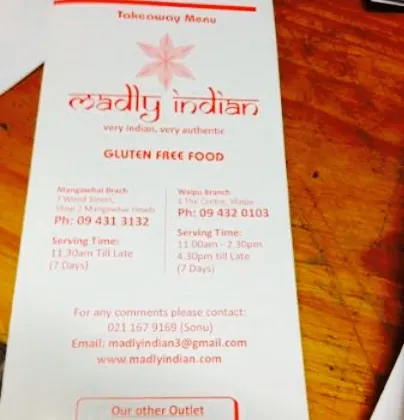 Takeaway Menu
madly indian
very indian, very authentic
GLUTEN FREE FOOD
Mangawhai Brach
7 Wood Street,
Shop 2 Mangawhai Heads
Ph: 09 431 3132
Serving Time:
11.30am Till Late
(7 Days)
Waipu Branch
1 The Centre, Waipu
Ph: 09 432 0103
Serving Time:
11.00am - 2.30pm
4.30pm till Late
(7 Days)
For any comments please contact:
021 167 9169 (Sonu)
Email: madlyindian3@gmail.com
www.madlyindian.com
Our other Outlet